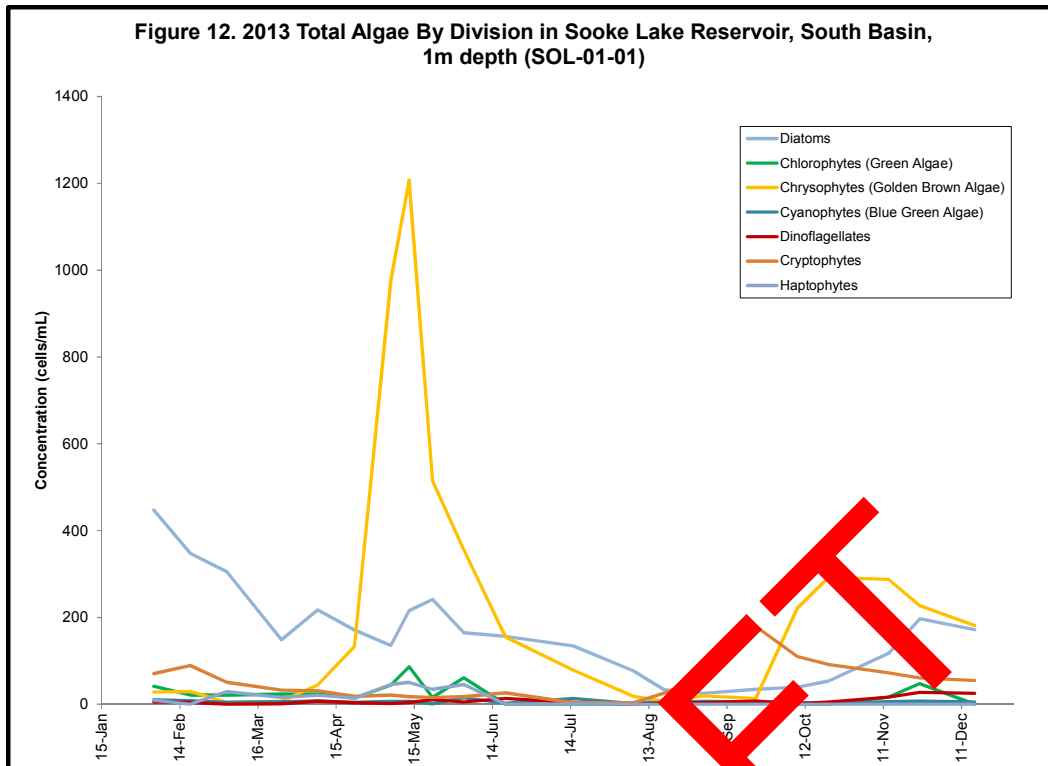 Figure 12. 2013 Total Algae By Division in Sooke Lake Reservoir, South Basin,
1m depth (SOL-01-01)
1400
1200
1000
800
600
400
200
0
Concentration (cells/mL)
Diatoms
Chlorophytes (Green Algae)
Chrysophytes (Golden Brown Algae)
Cyanophytes (Blue Green Algae)
Dinoflagellates
Cryptophytes
Haptophytes
15-Jan
14-Feb
16-Mar
15-Apr
15-May
14-Jun
14-Jul
13-Aug
12-Oct
11-Nov
11-Dec